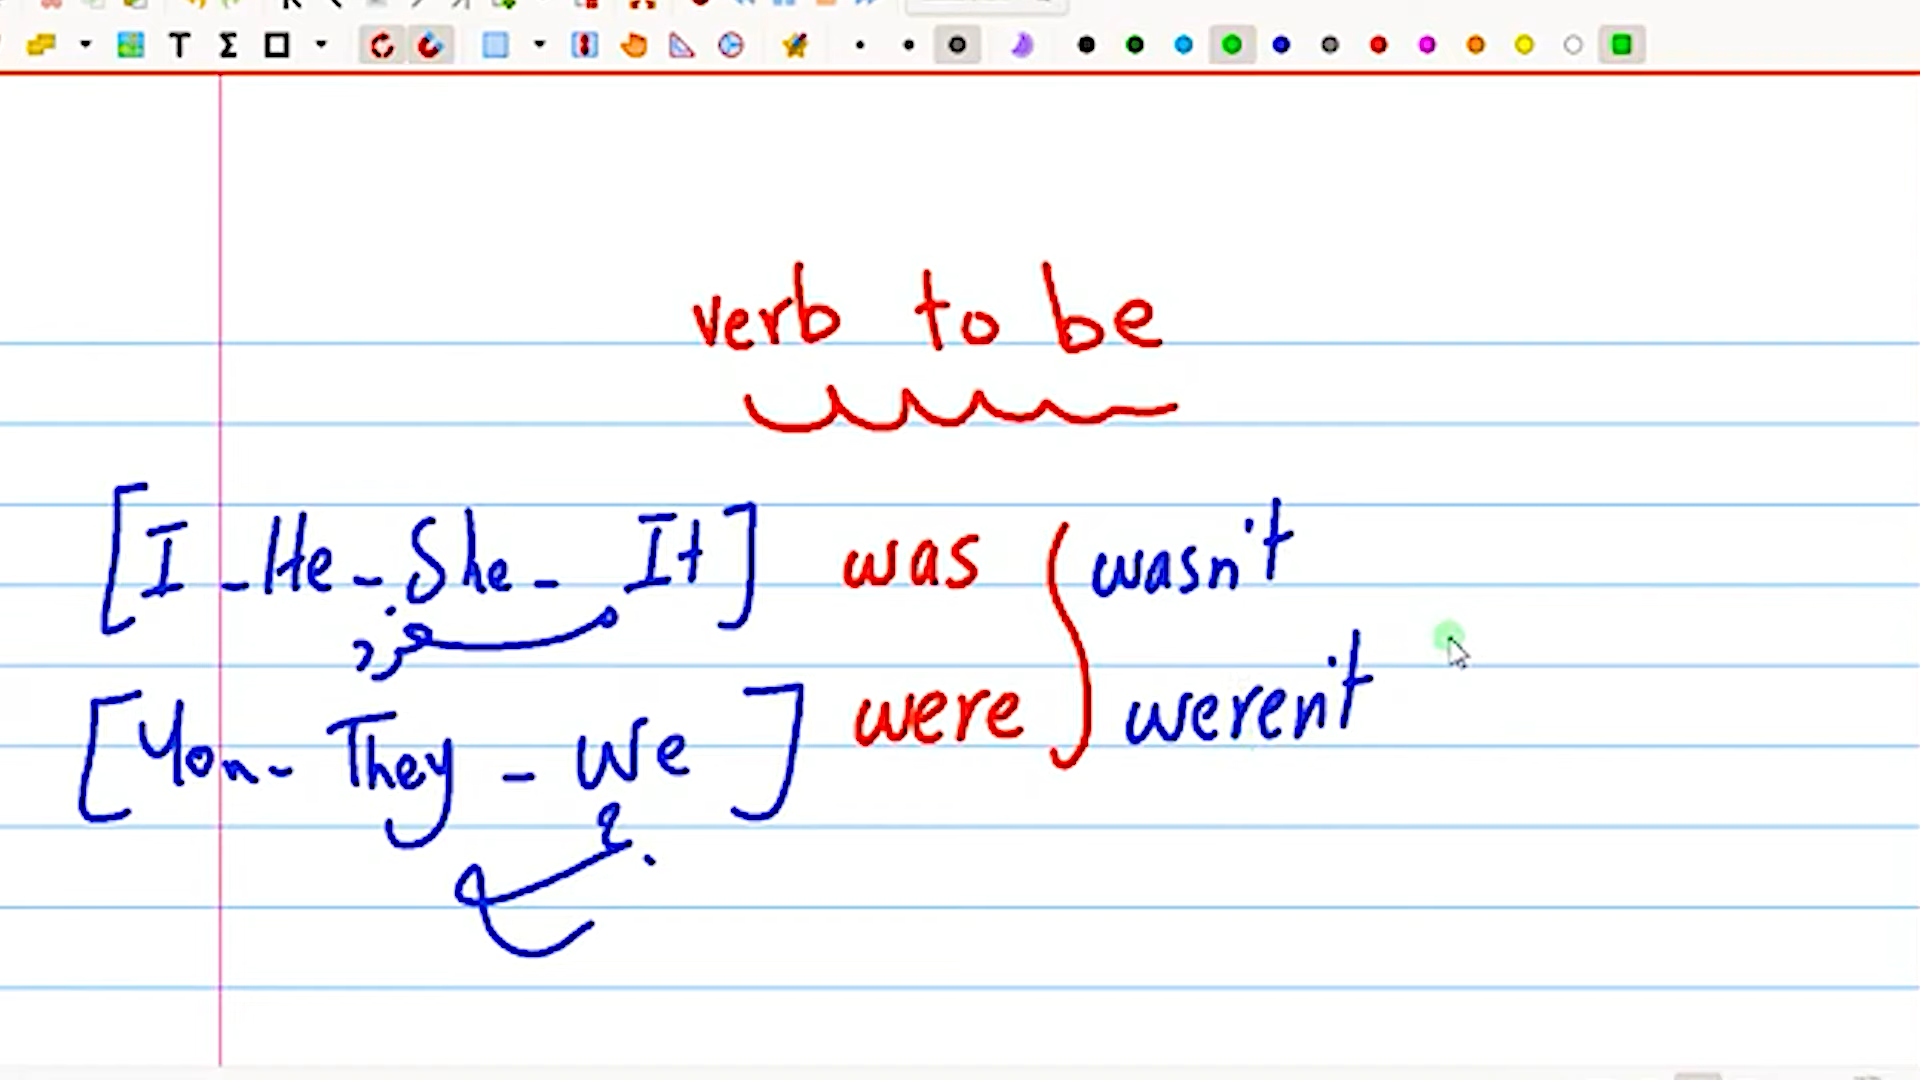 verb to be
[I - He - She - It] was wasn't
مفرد
[You - They - We] were weren't
جمع